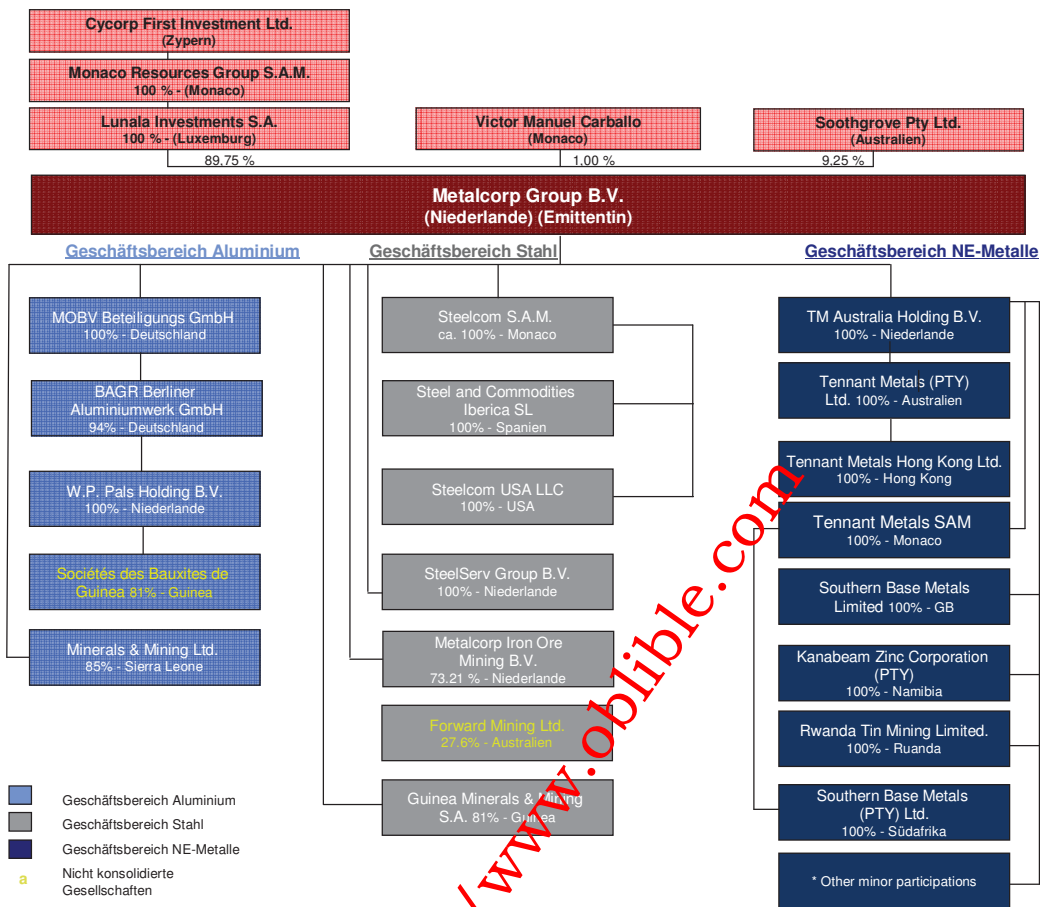 Cycorp First Investment Ltd.
(Zypern)
Monaco Resources Group S.A.M.
100 % - (Monaco)
Lunala Investments S.A.
100 % - (Luxemburg)
Victor Manuel Carballo
(Monaco)
Soothgrove Pty Ltd.
(Australien)
89,75 %
1,00 %
9,25 %
Metalcorp Group B.V.
(Niederlande) (Emittentin)
Geschäftsbereich Aluminium
Geschäftsbereich Stahl
Geschäftsbereich NE-Metalle
MOBV Beteiligungs GmbH
100% - Deutschland
BAGR Berliner
Aluminiumwerk GmbH
94% - Deutschland
W.P. Pals Holding B.V.
100% - Niederlande
Sociétés des Bauxites de
Guinea 81% - Guinea
Minerals & Mining Ltd.
85% - Sierra Leone
Steelcom S.A.M.
ca. 100% - Monaco
Steel and Commodities
Iberica SL
100% - Spanien
Steelcom USA LLC
100% - USA
SteelServ Group B.V.
100% - Niederlande
Metalcorp Iron Ore
Mining B.V.
73.21 % - Niederlande
Forward Mining Ltd.
27.6% - Australien
Guinea Minerals & Mining
S.A. 81% - Guinea
TM Australia Holding B.V.
100% - Niederlande
Tennant Metals (PTY)
Ltd. 100% - Australien
Tennant Metals Hong Kong Ltd.
100% - Hong Kong
Tennant Metals SAM
100% - Monaco
Southern Base Metals
Limited 100% - GB
Kanabeam Zinc Corporation
(PTY)
100% - Namibia
Rwanda Tin Mining Limited.
100% - Ruanda
Southern Base Metals
(PTY) Ltd.
100% - Südafrika
* Other minor participations
Geschäftsbereich Aluminium
Geschäftsbereich Stahl
Geschäftsbereich NE-Metalle
a Nicht konsolidierte
Gesellschaften
/www.oblible.com